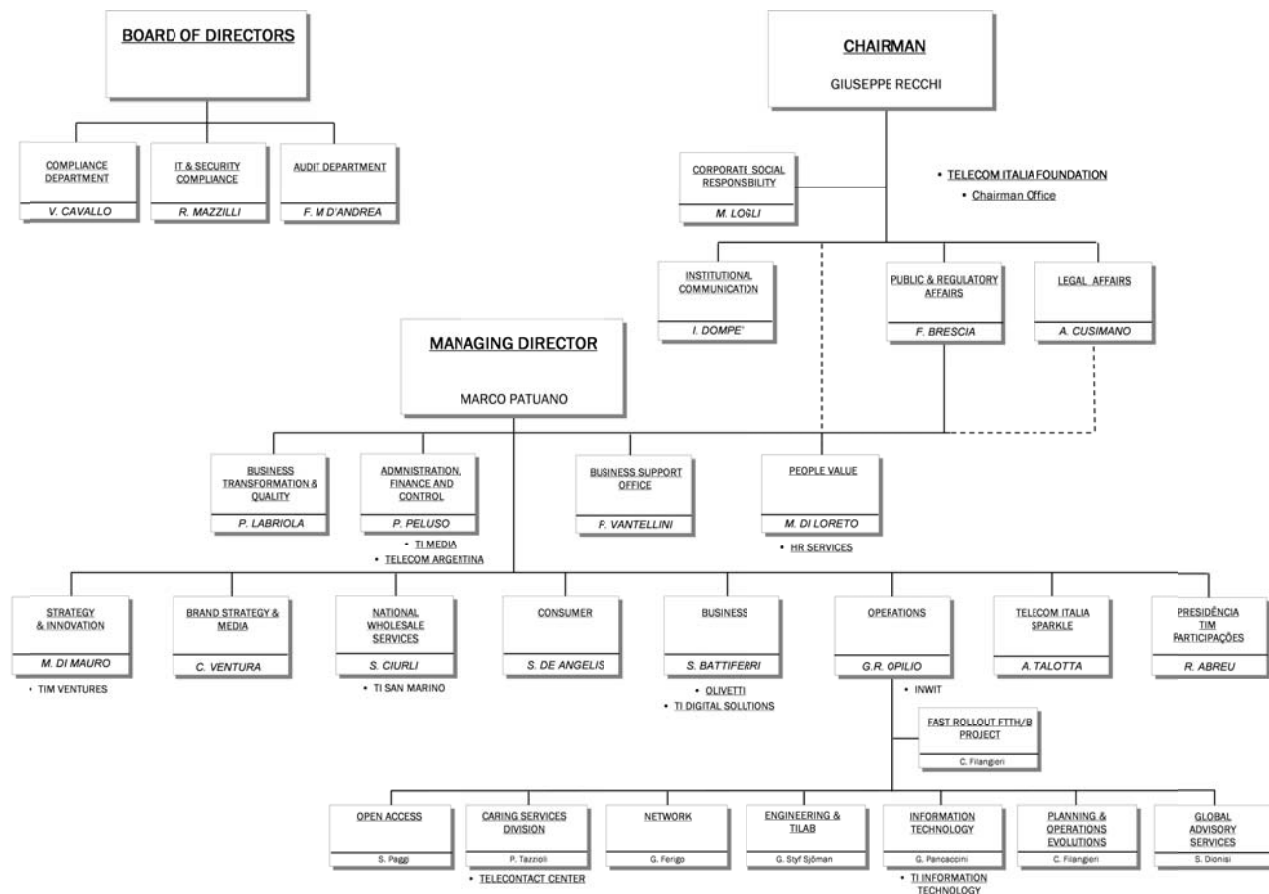 BOARD OF DIRECTORS
COMPLIANCE
DEPARTMENT
V. CAVALLO
IT & SECURITY
COMPLIANCE
R. MAZZILLI
AUDIT DEPARTMENT
F. M D'ANDREA
CHAIRMAN
GIUSEPPE RECCHI
CORPORATE SOCIAL
RESPONSBILITY
M. LOGLI
• TELECOM ITALIA FOUNDATION
• Chairman Office
INSTITUTIONAL
COMMUNICATION
I. DOMPE'
PUBLIC & REGULATORY
AFFAIRS
F. BRESCIA
LEGAL AFFAIRS
A. CUSIMANO
MANAGING DIRECTOR
MARCO PATUANO
BUSINESS
TRANSFORMATION &
QUALITY
P. LABRIOLA
ADMNISTRATION,
FINANCE AND
CONTROL
P. PELUSO
• TI MEDIA
• TELECOM ARGENTINA
BUSINESS SUPPORT
OFFICE
F. VANTELLINI
PEOPLE VALUE
M. DI LORETO
• HR SERVICES
STRATEGY
& INNOVATION
M. DI MAURO
• TIM VENTURES
BRAND STRATEGY &
MEDIA
C. VENTURA
NATIONAL
WHOLESALE
SERVICES
S. CIURLI
• TI SAN MARINO
CONSUMER
S. DE ANGELIS
BUSINESS
S. BATTIFERRI
• OLIVETTI
• TI DIGITAL SOLUTIONS
OPERATIONS
G.R. OPILIO
• INWIT
TELECOM ITALIA
SPARKLE
A.TALOTTA
PRESIDÊNCIA
TIM
PARTICIPAÇÕES
R. ABREU
FAST ROLLOUT FTTH/B
PROJECT
C. Filangieri
OPEN ACCESS
S. Paggi
CARING SERVICES
DIVISION
P. Tazzioli
• TELECONTACT CENTER
NETWORK
G. Ferigo
ENGINEERING &
TILAB
G. Styf Sjöman
INFORMATION
TECHNOLOGY
G. Pancaccini
• TI INFORMATION
TECHNOLOGY
PLANNING &
OPERATIONS
EVOLUTIONS
C. Filangieri
GLOBAL
ADVISORY
SERVICES
S. Dionisi